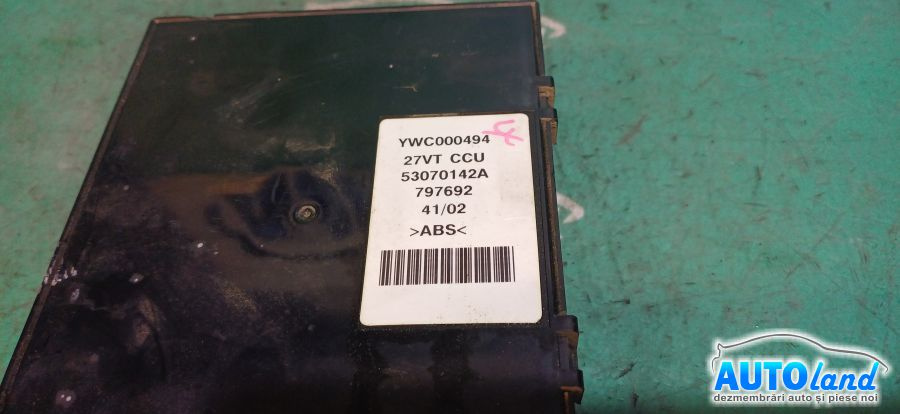 YWC000494
27VT CCU
53070142A
797692
41/02
>ABS<
AUTOland
dezmembrări auto și piese noi